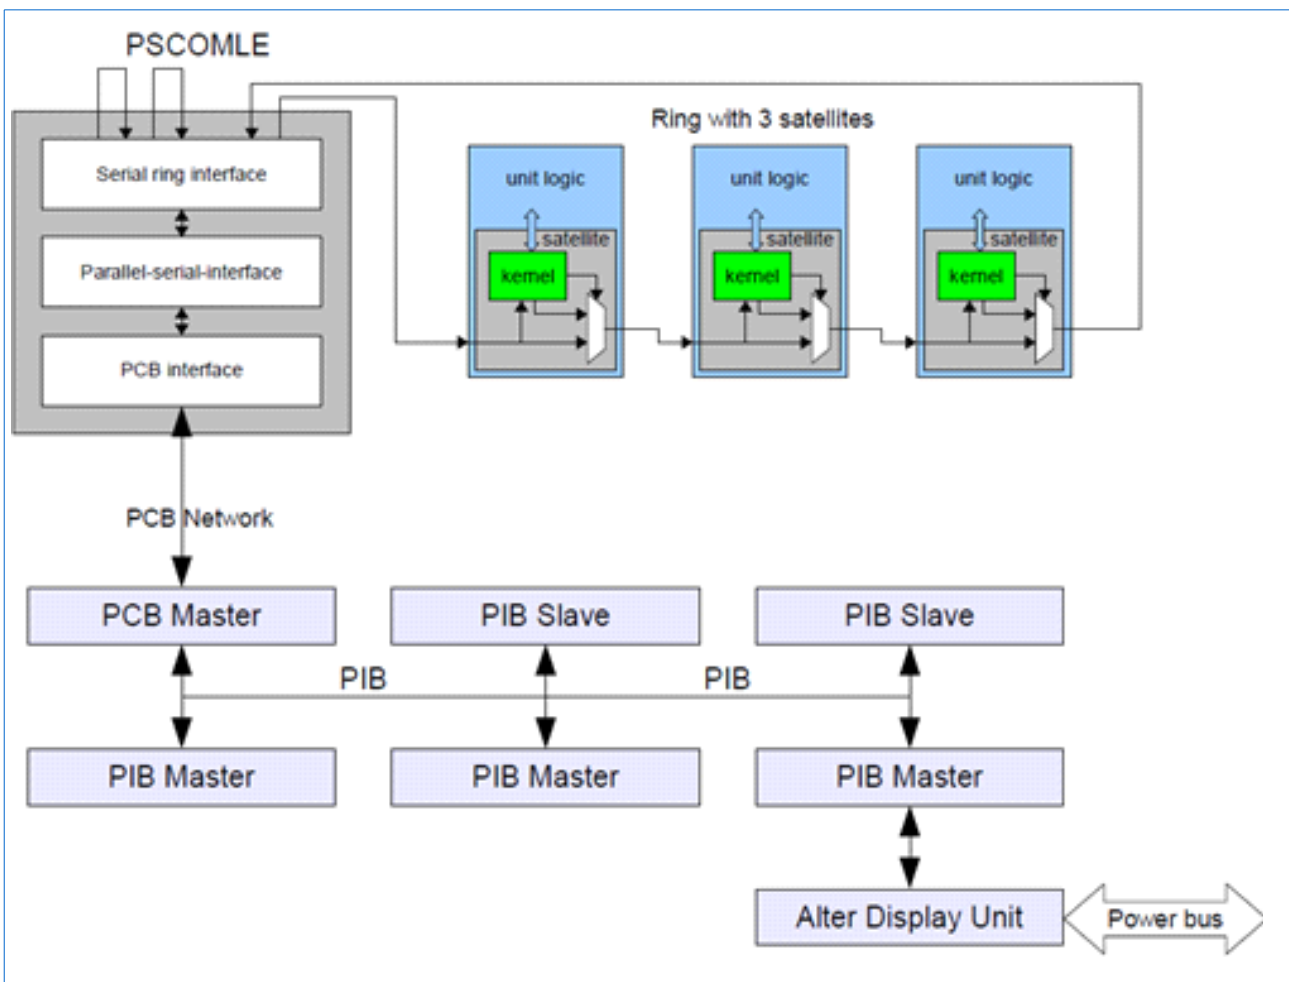 PSCOMLE
Ring with 3 satellites
Serial ring interface
unit logic
unit logic
unit logic
satellite
satellite
satellite
Parallel-serial-interface
kernel
kernel
kernel
PCB interface
PCB Network
PCB Master
PIB Slave
PIB Slave
PIB
PIB
PIB Master
PIB Master
PIB Master
Alter Display Unit
Power bus